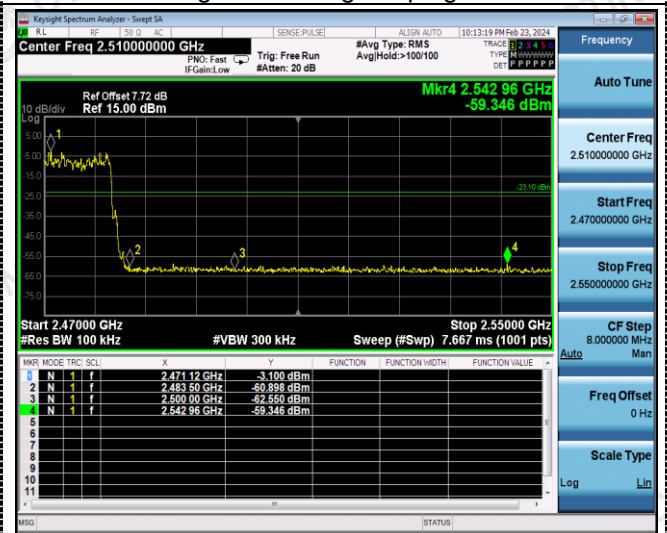 Keysight Spectrum Analyzer - Swept SA
RL RF 50 Ω AC SENSE:PULSE ALIGN AUTO 10:13:19 PM Feb 23, 2024
Center Freq 2.510000000 GHz
PNO: Fast
IFGain:Low
Trig: Free Run
#Atten: 20 dB
#Avg Type: RMS
Avg|Hold:>100/100
TRACE 1 2 3 4 5 6
TYPE M W W W W W
DET P P P P P P
Ref Offset 7.72 dB
10 dB/div Ref 15.00 dBm
Log
Mkr4 2.542 96 GHz
-59.346 dBm
5.00
-5.00
-15.0
-25.0
-35.0
-45.0
-55.0
-65.0
-75.0
1
2
3
4
-23.10 dBm
Start 2.47000 GHz Stop 2.55000 GHz
#Res BW 100 kHz #VBW 300 kHz Sweep (#Swp) 7.667 ms (1001 pts)
MKR MODE TRC SCL X Y FUNCTION FUNCTION WIDTH FUNCTION VALUE
1 N 1 f 2.471 12 GHz -3.100 dBm
2 N 1 f 2.483 50 GHz -60.898 dBm
3 N 1 f 2.500 00 GHz -62.550 dBm
4 N 1 f 2.542 96 GHz -59.346 dBm
5
6
7
8
9
10
11
MSG STATUS
Frequency
Auto Tune
Center Freq
2.510000000 GHz
Start Freq
2.470000000 GHz
Stop Freq
2.550000000 GHz
CF Step
8.000000 MHz
Auto Man
Freq Offset
0 Hz
Scale Type
Log Lin